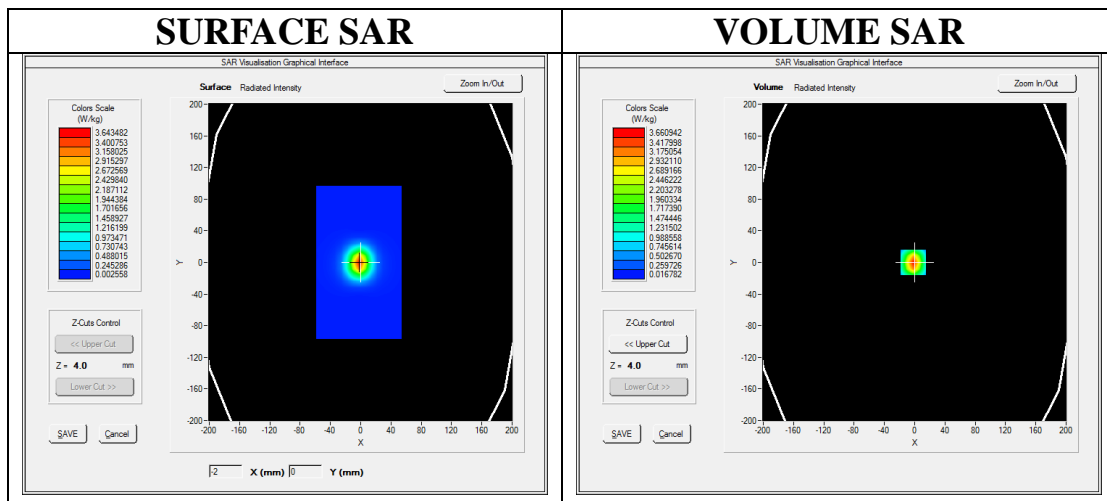 SURFACE SAR
SAR Visualisation Graphical Interface
Surface Radiated Intensity
Zoom In/Out
Colors Scale
(W/kg)
3.643482
3.400753
3.158025
2.915297
2.672569
2.429840
2.187112
1.944384
1.701656
1.458927
1.216199
0.973471
0.730743
0.488015
0.245286
0.002558
Z-Cuts Control
<< Upper Cut
Z = 4.0 mm
Lower Cut >>
SAVE Cancel
200
160
120
80
40
0
-40
-80
-120
-160
-200
Y
-200 -160 -120 -80 -40 0 40 80 120 160 200
X
-2 X (mm) 0 Y (mm)
VOLUME SAR
SAR Visualisation Graphical Interface
Volume Radiated Intensity
Zoom In/Out
Colors Scale
(W/kg)
3.660942
3.417998
3.175054
2.932110
2.689166
2.446222
2.203278
1.960334
1.717390
1.474446
1.231502
0.988558
0.745614
0.502670
0.259726
0.016782
Z-Cuts Control
<< Upper Cut
Z = 4.0 mm
Lower Cut >>
SAVE Cancel
200
160
120
80
40
0
-40
-80
-120
-160
-200
Y
-200 -160 -120 -80 -40 0 40 80 120 160 200
X